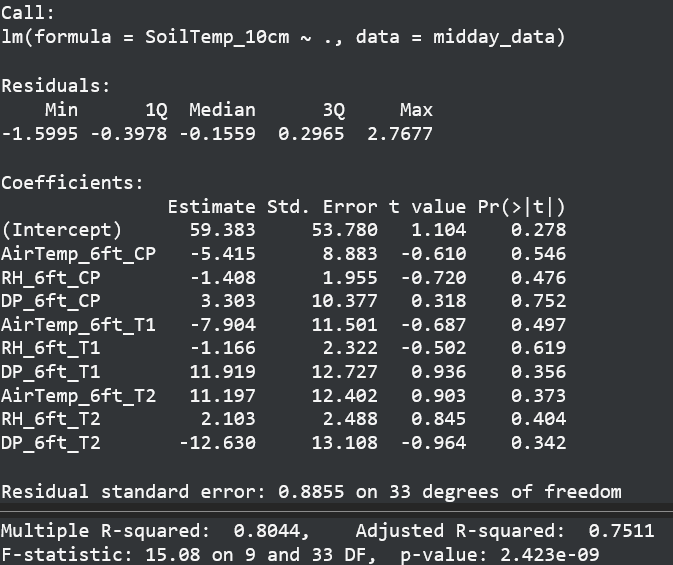 Call:
lm(formula = SoilTemp_10cm ~ ., data = midday_data)
Residuals:
    Min      1Q  Median      3Q     Max
-1.5995 -0.3978 -0.1559  0.2965  2.7677
Coefficients:
              Estimate Std. Error t value Pr(>|t|)
(Intercept)     59.383     53.780   1.104    0.278
AirTemp_6ft_CP  -5.415      8.883  -0.610    0.546
RH_6ft_CP       -1.408      1.955  -0.720    0.476
DP_6ft_CP        3.303     10.377   0.318    0.752
AirTemp_6ft_T1  -7.904     11.501  -0.687    0.497
RH_6ft_T1       -1.166      2.322  -0.502    0.619
DP_6ft_T1       11.919     12.727   0.936    0.356
AirTemp_6ft_T2  11.197     12.402   0.903    0.373
RH_6ft_T2        2.103      2.488   0.845    0.404
DP_6ft_T2      -12.630     13.108  -0.964    0.342
Residual standard error: 0.8855 on 33 degrees of freedom
Multiple R-squared:  0.8044,    Adjusted R-squared:  0.7511
F-statistic: 15.08 on 9 and 33 DF,  p-value: 2.423e-09